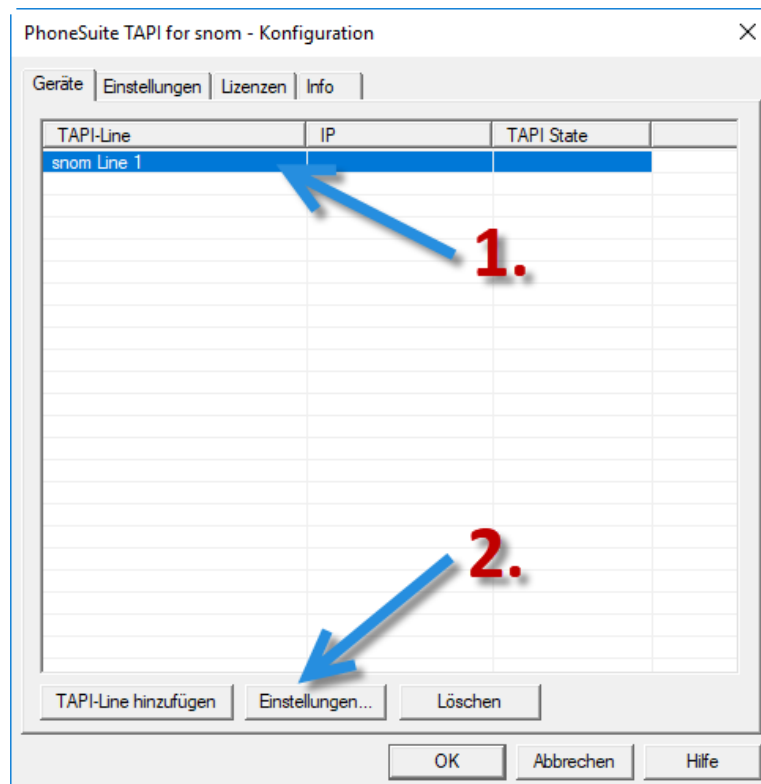 PhoneSuite TAPI for snom - Konfiguration
Geräte Einstellungen Lizenzen Info
TAPI-Line IP TAPI State
snom Line 1
1.
2.
TAPI-Line hinzufügen Einstellungen... Löschen
OK Abbrechen Hilfe